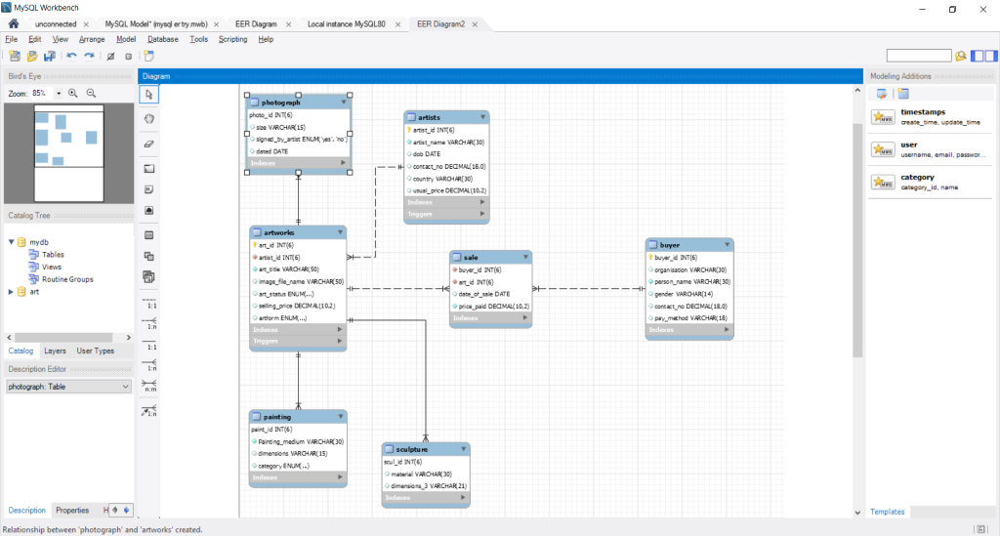 MySQL Workbench
unconnected
MySQL Model* (mysql er try.mwb)
EER Diagram
Local instance MySQL80
EER Diagram2
File Edit View Arrange Model Database Tools Scripting Help
Bird's Eye
Zoom: 85%
Catalog Tree
mydb
Tables
Views
Routine Groups
art
Catalog Layers User Types
Description Editor
photograph: Table
Description Properties H
Diagram
1:1
1:n
1:1
1:n
n:m
1:n
photograph
photo_id INT(6)
size VARCHAR(15)
signed_by_artist ENUM('yes', 'no')
dated DATE
Indexes
artists
artist_id INT(6)
artist_name VARCHAR(30)
dob DATE
contact_no DECIMAL(18,0)
country VARCHAR(30)
usual_price DECIMAL(10,2)
Indexes
Triggers
artworks
art_id INT(6)
artist_id INT(6)
art_title VARCHAR(50)
image_file_name VARCHAR(50)
art_status ENUM(...)
selling_price DECIMAL(10,2)
artform ENUM(...)
Indexes
Triggers
sale
buyer_id INT(6)
art_id INT(6)
date_of_sale DATE
price_paid DECIMAL(10,2)
Indexes
buyer
buyer_id INT(6)
organisation VARCHAR(30)
person_name VARCHAR(30)
gender VARCHAR(14)
contact_no DECIMAL(18,0)
pay_method VARCHAR(18)
Indexes
painting
paint_id INT(6)
Painting_medium VARCHAR(30)
dimensions VARCHAR(15)
category ENUM(...)
Indexes
sculpture
scul_id INT(6)
material VARCHAR(30)
dimensions_3 VARCHAR(21)
Indexes
Modeling Additions
timestamps
create_time, update_time
user
username, email, passwor...
category
category_id, name
Templates
Relationship between 'photograph' and 'artworks' created.